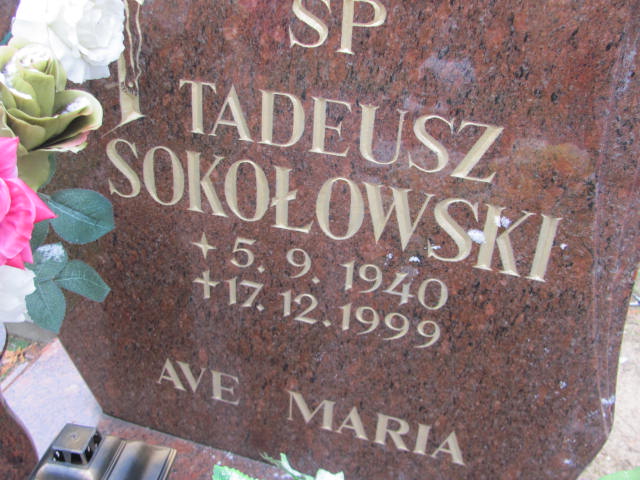 SP
TADEUSZ
SOKOŁOWSKI
5. 9. 1940
17. 12. 1999
AVE MARIA